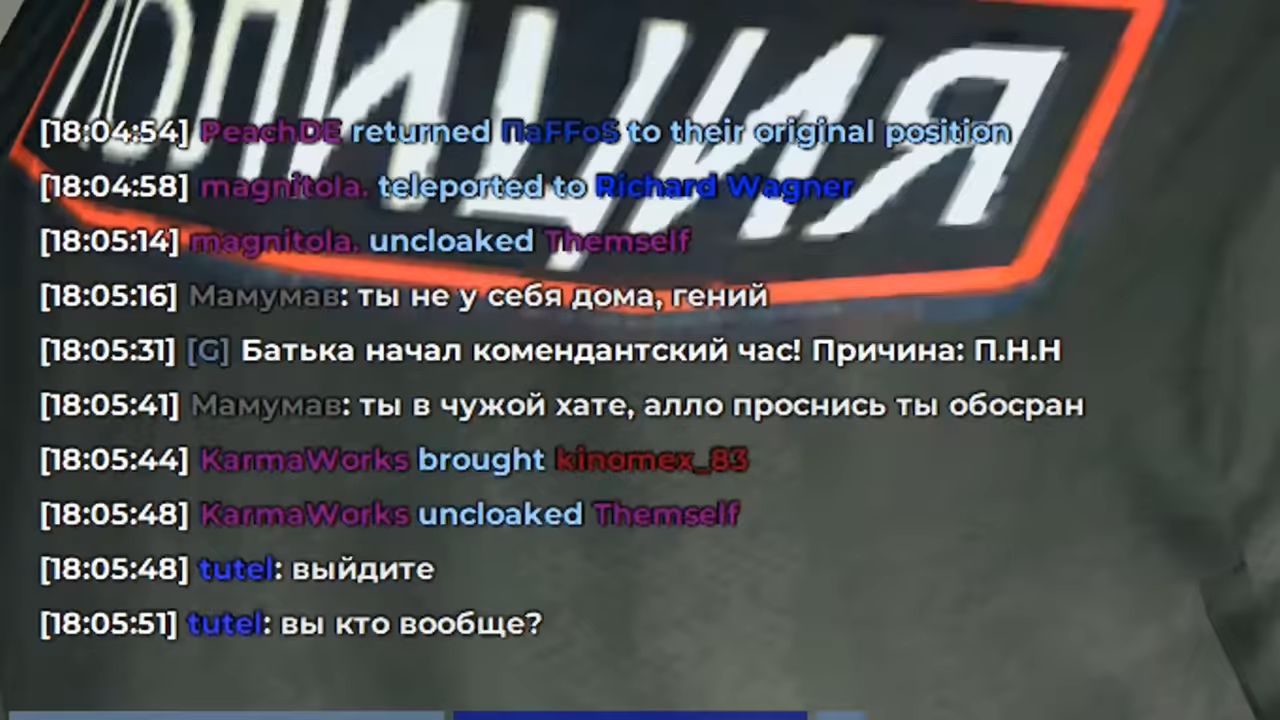 ПОЛИЦИЯ
[18:04:54] PeachDE returned ПaFFoS to their original position
[18:04:58] magnitola. teleported to Richard Wagner
[18:05:14] magnitola. uncloaked Themself
[18:05:16] Мамумав: ты не у себя дома, гений
[18:05:31] [G] Батька начал комендантский час! Причина: П.Н.Н
[18:05:41] Мамумав: ты в чужой хате, алло проснись ты обосран
[18:05:44] KarmaWorks brought kinomex_83
[18:05:48] KarmaWorks uncloaked Themself
[18:05:48] tutel: выйдите
[18:05:51] tutel: вы кто вообще?